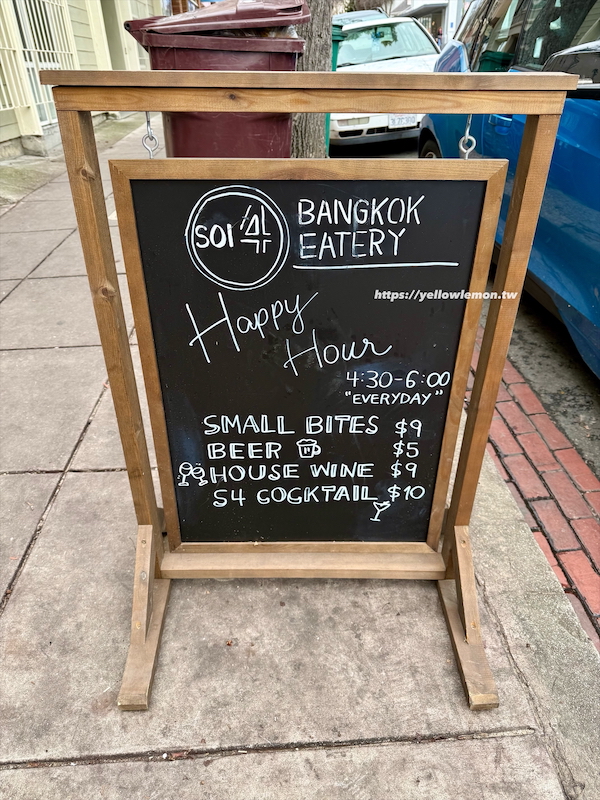 SOI 4
BANGKOK
EATERY
https://yellowlemon.tw
Happy
Hour
4:30-6:00
"EVERYDAY"
SMALL BITES $9
BEER $5
HOUSE WINE $9
S4 COGKTAIL $10